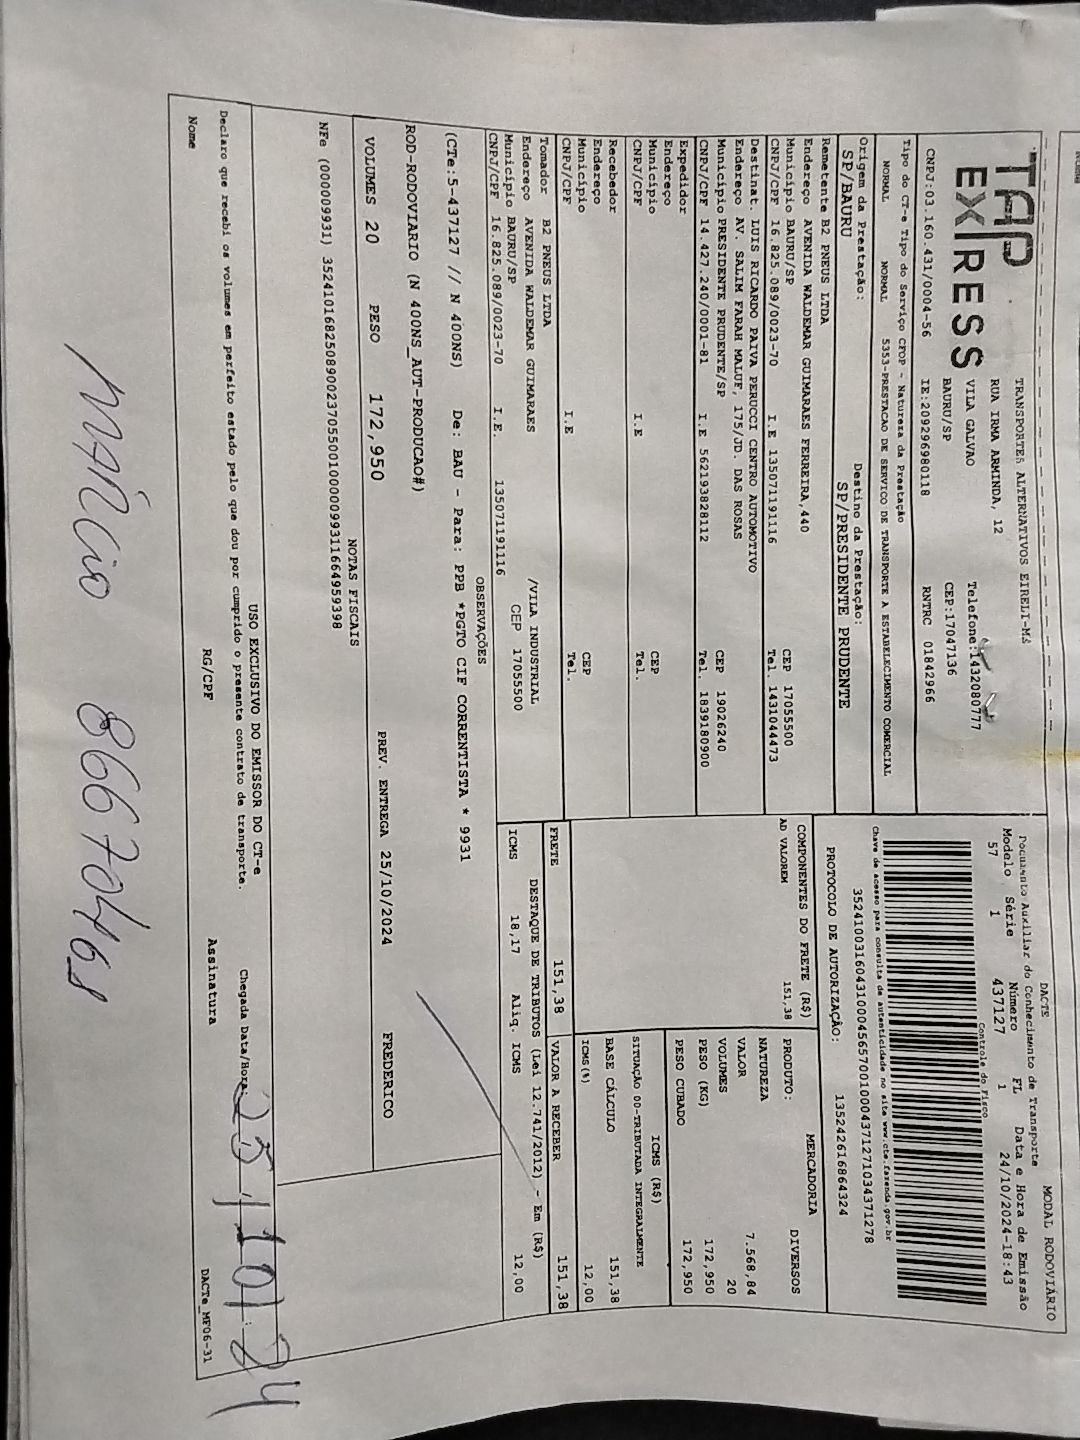 TAP EXPRESS
TRANSPORTES ALTERNATIVOS EIRELI-ME
RUA IRMA ARMINDA, 12
VILA GALVAO
BAURU/SP
Telefone:1432080777
CEP:17047136
CNPJ:03.160.431/0004-56 IE:209296980118 RNTRC 01842966
DACTE MODAL RODOVIÁRIO
Documento Auxiliar do Conhecimento de Transporte
Modelo Série Número FL Data e Hora de Emissão
57 1 437127 1 24/10/2024-18:43
Controle do Fisco
Chave de acesso para consulta de autenticidade no site www.cte.fazenda.gov.br
35241003160431000456570010004371271034371278
PROTOCOLO DE AUTORIZAÇÃO: 135242616864324
Tipo do CT-e Tipo do Serviço CFOP - Natureza da Prestação
NORMAL NORMAL 5353-PRESTACAO DE SERVICO DE TRANSPORTE A ESTABELECIMENTO COMERCIAL
Origem da Prestação: Destino da Prestação:
SP/BAURU SP/PRESIDENTE PRUDENTE
Remetente B2 PNEUS LTDA
Endereço AVENIDA WALDEMAR GUIMARAES FERREIRA,440
Município BAURU/SP CEP 17055500
CNPJ/CPF 16.825.089/0023-70 I.E 135071191116 Tel. 1431044473
Destinat. LUIS RICARDO PAIVA PERUCCI CENTRO AUTOMOTIVO
Endereço AV. SALIM FARAH MALUF, 175/JD. DAS ROSAS
Município PRESIDENTE PRUDENTE/SP CEP 19026240
CNPJ/CPF 14.427.240/0001-81 I.E 562193828112 Tel. 1839180900
Expedidor
Endereço
Município CEP
CNPJ/CPF I.E Tel.
Recebedor
Endereço
Município CEP
CNPJ/CPF I.E Tel.
Tomador B2 PNEUS LTDA
Endereço AVENIDA WALDEMAR GUIMARAES /VILA INDUSTRIAL
Município BAURU/SP CEP 17055500
CNPJ/CPF 16.825.089/0023-70 I.E. 135071191116
COMPONENTES DO FRETE (R$)
AD VALOREM 151,38
MERCADORIA
PRODUTO: DIVERSOS
NATUREZA
VALOR 7.568,84
VOLUMES 20
PESO (KG) 172,950
PESO CUBADO 172,950
ICMS (R$)
SITUAÇÃO 00-TRIBUTADA INTEGRALMENTE
BASE CÁLCULO 151,38
ICMS(%) 12,00
FRETE 151,38 VALOR A RECEBER 151,38
DESTAQUE DE TRIBUTOS (Lei 12.741/2012) - Em (R$)
ICMS 18,17 Aliq. ICMS 12,00
OBSERVAÇÕES
(CTe:5-437127 // N 400NS) De: BAU - Para: PPB *PGTO CIF CORRENTISTA * 9931
ROD-RODOVIARIO (N 400NS_AUT-PRODUCAO#)
VOLUMES 20 PESO 172,950 PREV. ENTREGA 25/10/2024 FREDERICO
NOTAS FISCAIS
NFe (000009931) 35241016825089002370550010000099311664959398
USO EXCLUSIVO DO EMISSOR DO CT-e
Declaro que recebi os volumes em perfeito estado pelo que dou por cumprido o presente contrato de transporte. Chegada Data/Hora: 25/10/24
Nome RG/CPF Assinatura DACTe_MF06-31
MÁRCIO 8667046